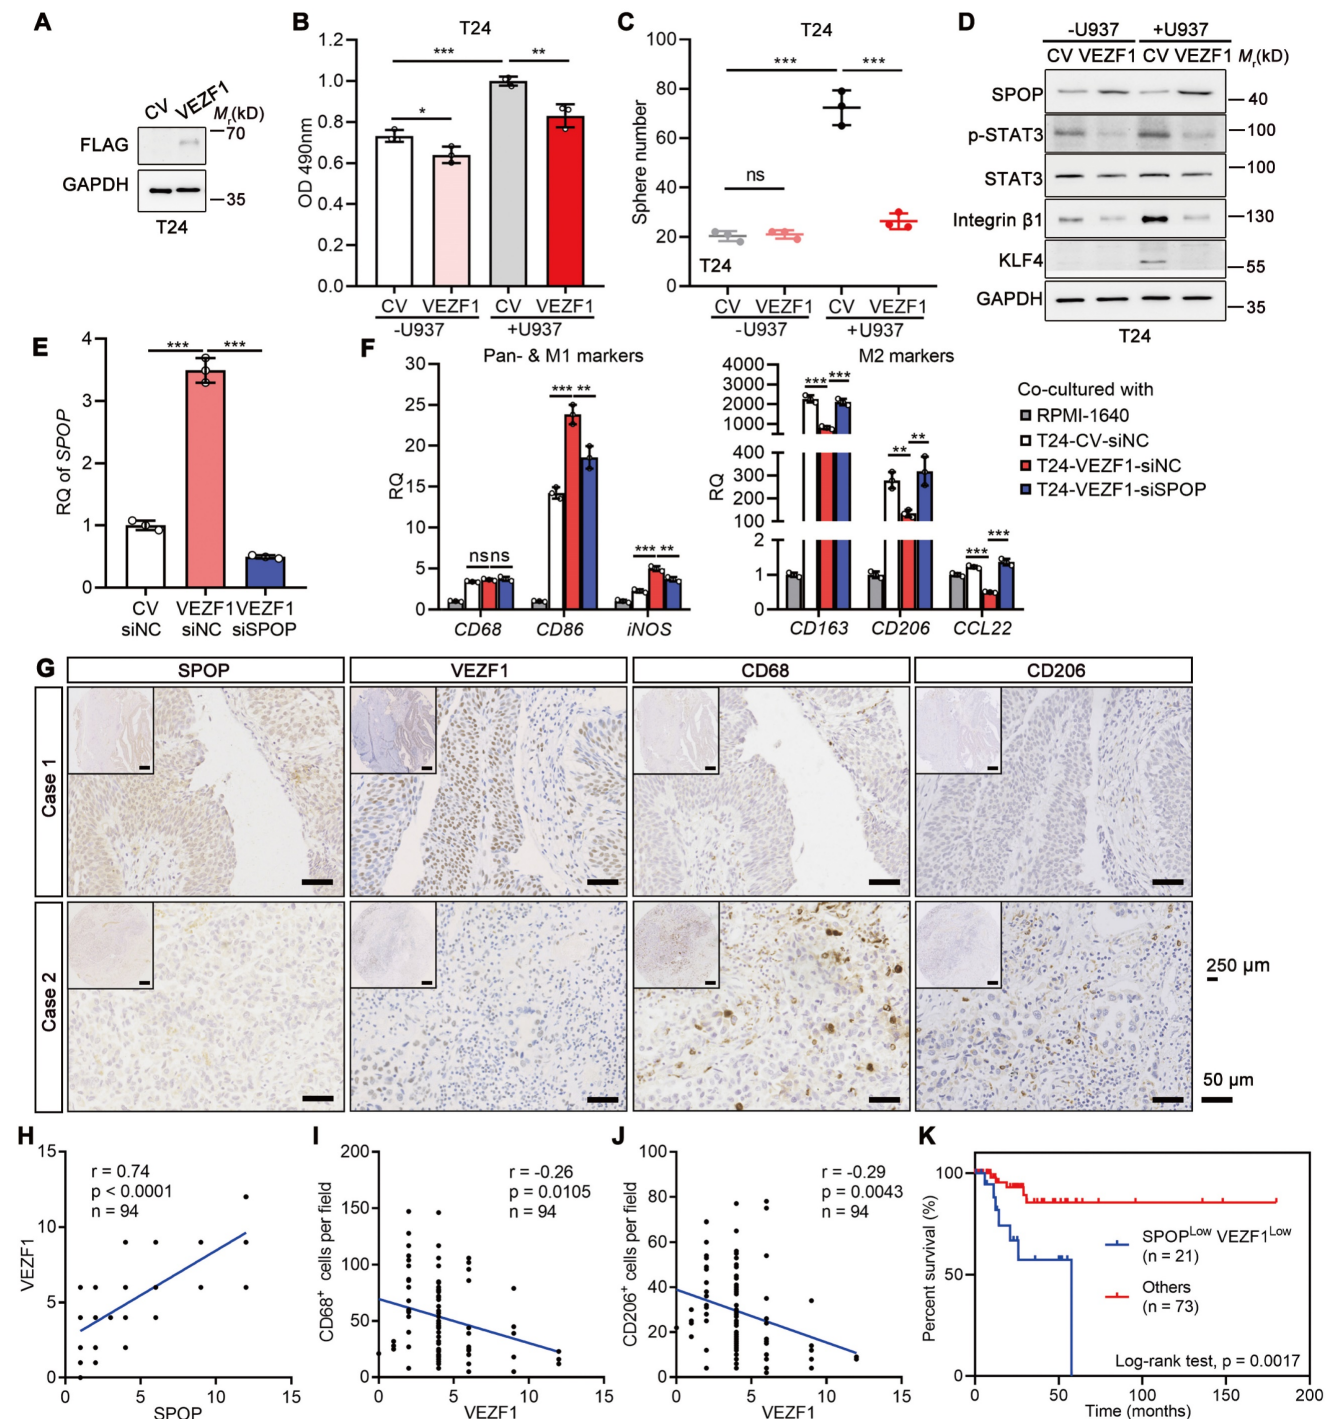 A
CV
VEZF1
Mr(kD)
FLAG
70
GAPDH
35
T24
B
T24
OD 490nm
1.2
1.0
0.8
0.6
0.4
0.2
0.0
***
**
*
CV
VEZF1
CV
VEZF1
-U937
+U937
C
T24
Sphere number
100
80
60
40
20
0
***
***
ns
T24
CV
VEZF1
CV
VEZF1
-U937
+U937
D
-U937
+U937
CV VEZF1 CV VEZF1 Mr(kD)
SPOP
40
p-STAT3
100
STAT3
100
Integrin β1
130
KLF4
55
GAPDH
35
T24
E
RQ of SPOP
4
3
2
1
0
***
***
CV VEZF1 VEZF1
siNC siNC siSPOP
F
Pan- & M1 markers
RQ
30
25
20
15
10
5
0
ns ns
*** **
*** **
CD68 CD86 iNOS
M2 markers
RQ
4000
3000
2000
1000
400
300
200
100
2
1
0
*** ***
** **
*** ***
CD163 CD206 CCL22
Co-cultured with
RPMI-1640
T24-CV-siNC
T24-VEZF1-siNC
T24-VEZF1-siSPOP
G
SPOP
VEZF1
CD68
CD206
Case 1
Case 2
250 μm
50 μm
H
VEZF1
15
10
5
0
r = 0.74
p < 0.0001
n = 94
0 5 10 15
SPOP
I
CD68+ cells per field
200
150
100
50
0
r = -0.26
p = 0.0105
n = 94
0 5 10 15
VEZF1
J
CD206+ cells per field
100
80
60
40
20
0
r = -0.29
p = 0.0043
n = 94
0 5 10 15
VEZF1
K
Percent survival (%)
100
50
0
SPOPLow VEZF1Low
(n = 21)
Others
(n = 73)
Log-rank test, p = 0.0017
0 50 100 150 200
Time (months)